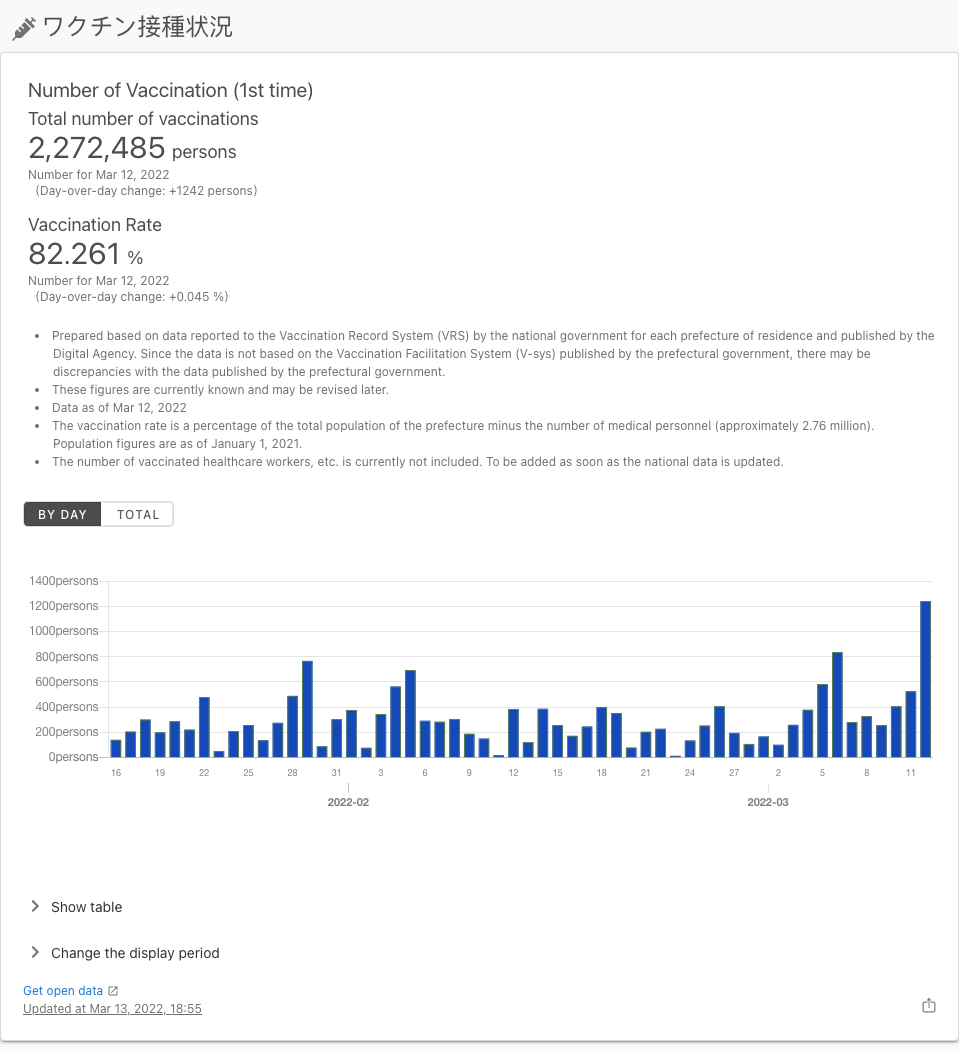 ワクチン接種状況
Number of Vaccination (1st time)
Total number of vaccinations
2,272,485 persons
Number for Mar 12, 2022
(Day-over-day change: +1242 persons)
Vaccination Rate
82.261 %
Number for Mar 12, 2022
(Day-over-day change: +0.045 %)
• Prepared based on data reported to the Vaccination Record System (VRS) by the national government for each prefecture of residence and published by the
Digital Agency. Since the data is not based on the Vaccination Facilitation System (V-sys) published by the prefectural government, there may be
discrepancies with the data published by the prefectural government.
• These figures are currently known and may be revised later.
• Data as of Mar 12, 2022
• The vaccination rate is a percentage of the total population of the prefecture minus the number of medical personnel (approximately 2.76 million).
Population figures are as of January 1, 2021.
• The number of vaccinated healthcare workers, etc. is currently not included. To be added as soon as the national data is updated.
BY DAY TOTAL
1400persons
1200persons
1000persons
800persons
600persons
400persons
200persons
0persons
16 19 22 25 28 31 3 6 9 12 15 18 21 24 27 2 5 8 11
2022-02 2022-03
Show table
Change the display period
Get open data
Updated at Mar 13, 2022, 18:55